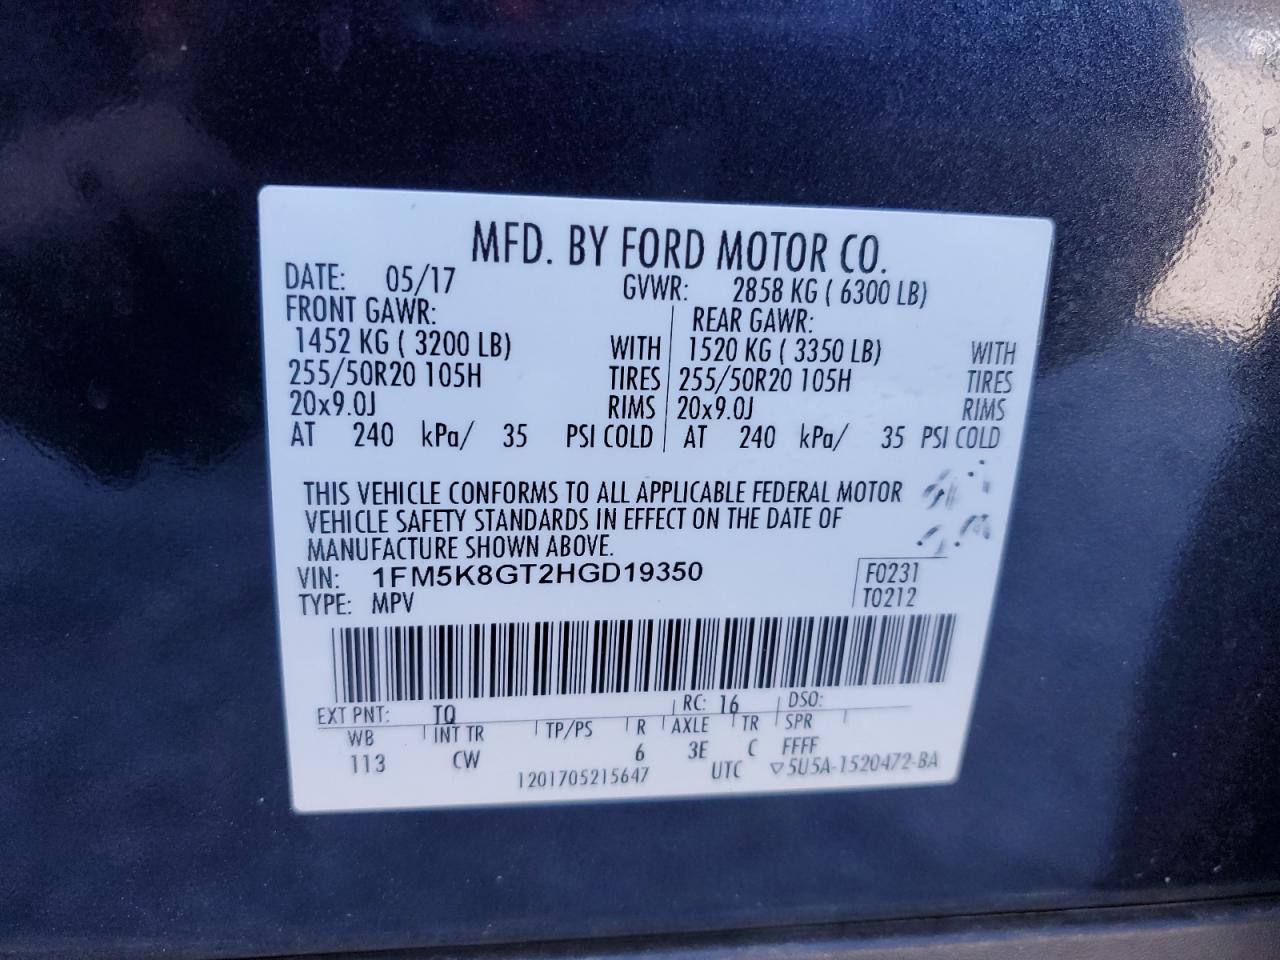 MFD. BY FORD MOTOR CO.
DATE: 05/17 GVWR: 2858 KG ( 6300 LB)
FRONT GAWR: REAR GAWR:
1452 KG ( 3200 LB) WITH 1520 KG ( 3350 LB) WITH
255/50R20 105H TIRES 255/50R20 105H TIRES
20x9.0J RIMS 20x9.0J RIMS
AT 240 kPa/ 35 PSI COLD AT 240 kPa/ 35 PSI COLD
THIS VEHICLE CONFORMS TO ALL APPLICABLE FEDERAL MOTOR
VEHICLE SAFETY STANDARDS IN EFFECT ON THE DATE OF
MANUFACTURE SHOWN ABOVE.
VIN: 1FM5K8GT2HGD19350 F0231
TYPE: MPV T0212
EXT PNT: TQ RC: 16 DSO:
WB INT TR TP/PS R AXLE TR SPR
113 CW 6 3E C FFFF
1201705215647 UTC ▽5U5A-1520472-BA